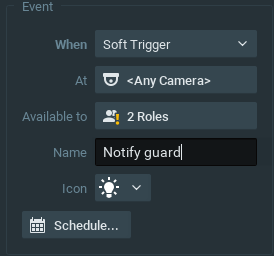 Event
When Soft Trigger
At <Any Camera>
Available to 2 Roles
Name Notify guard
Icon
Schedule...